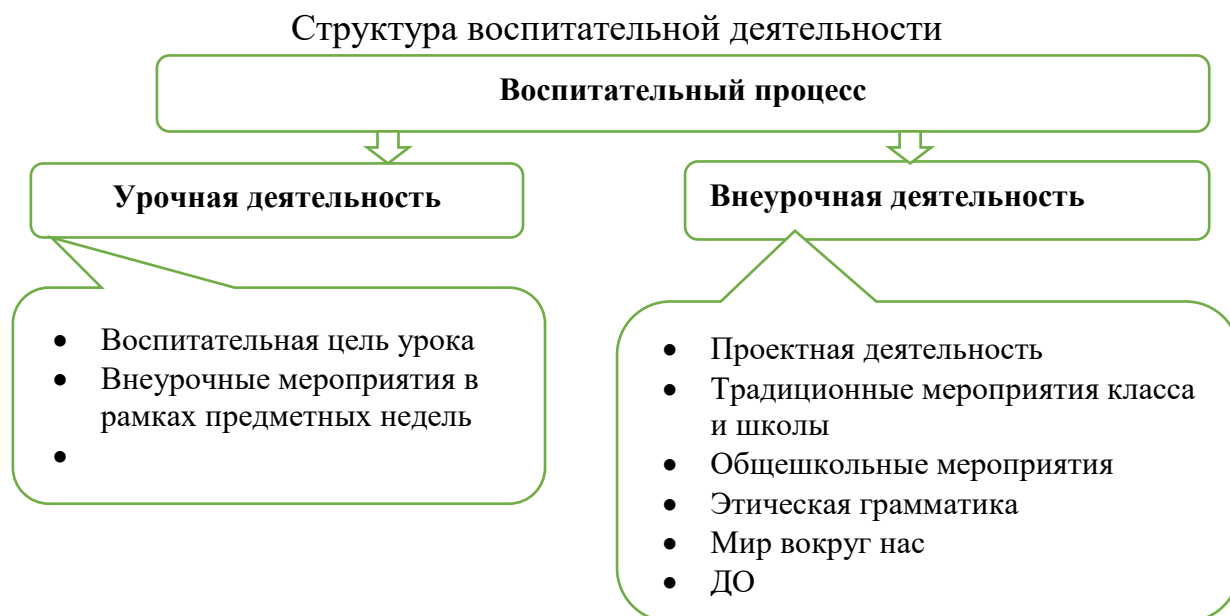 Структура воспитательной деятельности
Воспитательный процесс
Урочная деятельность
Внеурочная деятельность
• Воспитательная цель урока
• Внеурочные мероприятия в
рамках предметных недель
•
• Проектная деятельность
• Традиционные мероприятия класса
и школы
• Общешкольные мероприятия
• Этическая грамматика
• Мир вокруг нас
• ДО